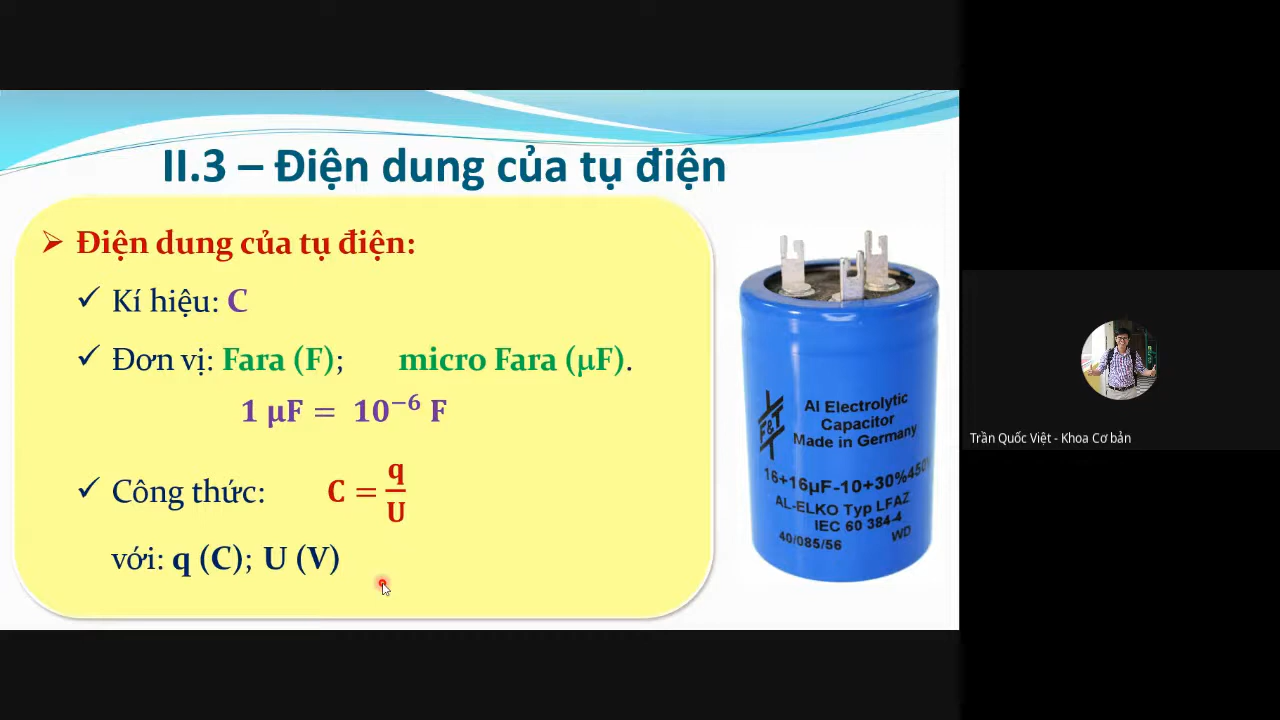 II.3 – Điện dung của tụ điện
➢ Điện dung của tụ điện:
✓ Kí hiệu: C
✓ Đơn vị: Fara (F); micro Fara (μF).
1 μF = 10⁻⁶ F
✓ Công thức: C = q/U
với: q (C); U (V)
F&T
Al Electrolytic
Capacitor
Made in Germany
16+16μF-10+30%450V
AL-ELKO Typ LFAZ
IEC 60 384-4
40/085/56 WD
Trần Quốc Việt - Khoa Cơ bản